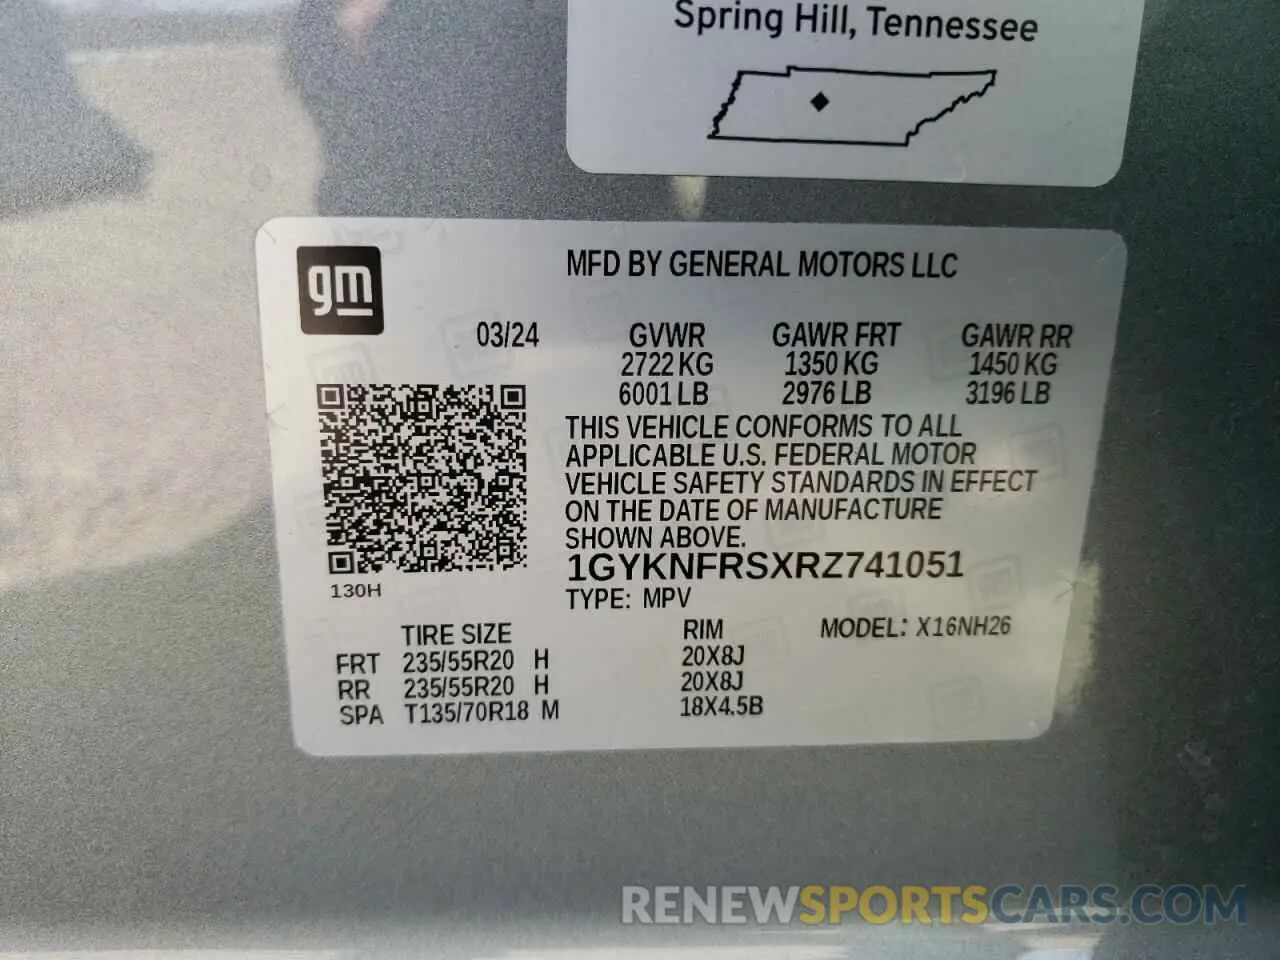 Spring Hill, Tennessee
gm
MFD BY GENERAL MOTORS LLC
03/24 GVWR GAWR FRT GAWR RR
2722 KG 1350 KG 1450 KG
6001 LB 2976 LB 3196 LB
THIS VEHICLE CONFORMS TO ALL
APPLICABLE U.S. FEDERAL MOTOR
VEHICLE SAFETY STANDARDS IN EFFECT
ON THE DATE OF MANUFACTURE
SHOWN ABOVE.
1GYKNFRSXRZ741051
130H
TYPE: MPV
TIRE SIZE RIM MODEL: X16NH26
FRT 235/55R20 H 20X8J
RR 235/55R20 H 20X8J
SPA T135/70R18 M 18X4.5B
RENEWSPORTSCARS.COM